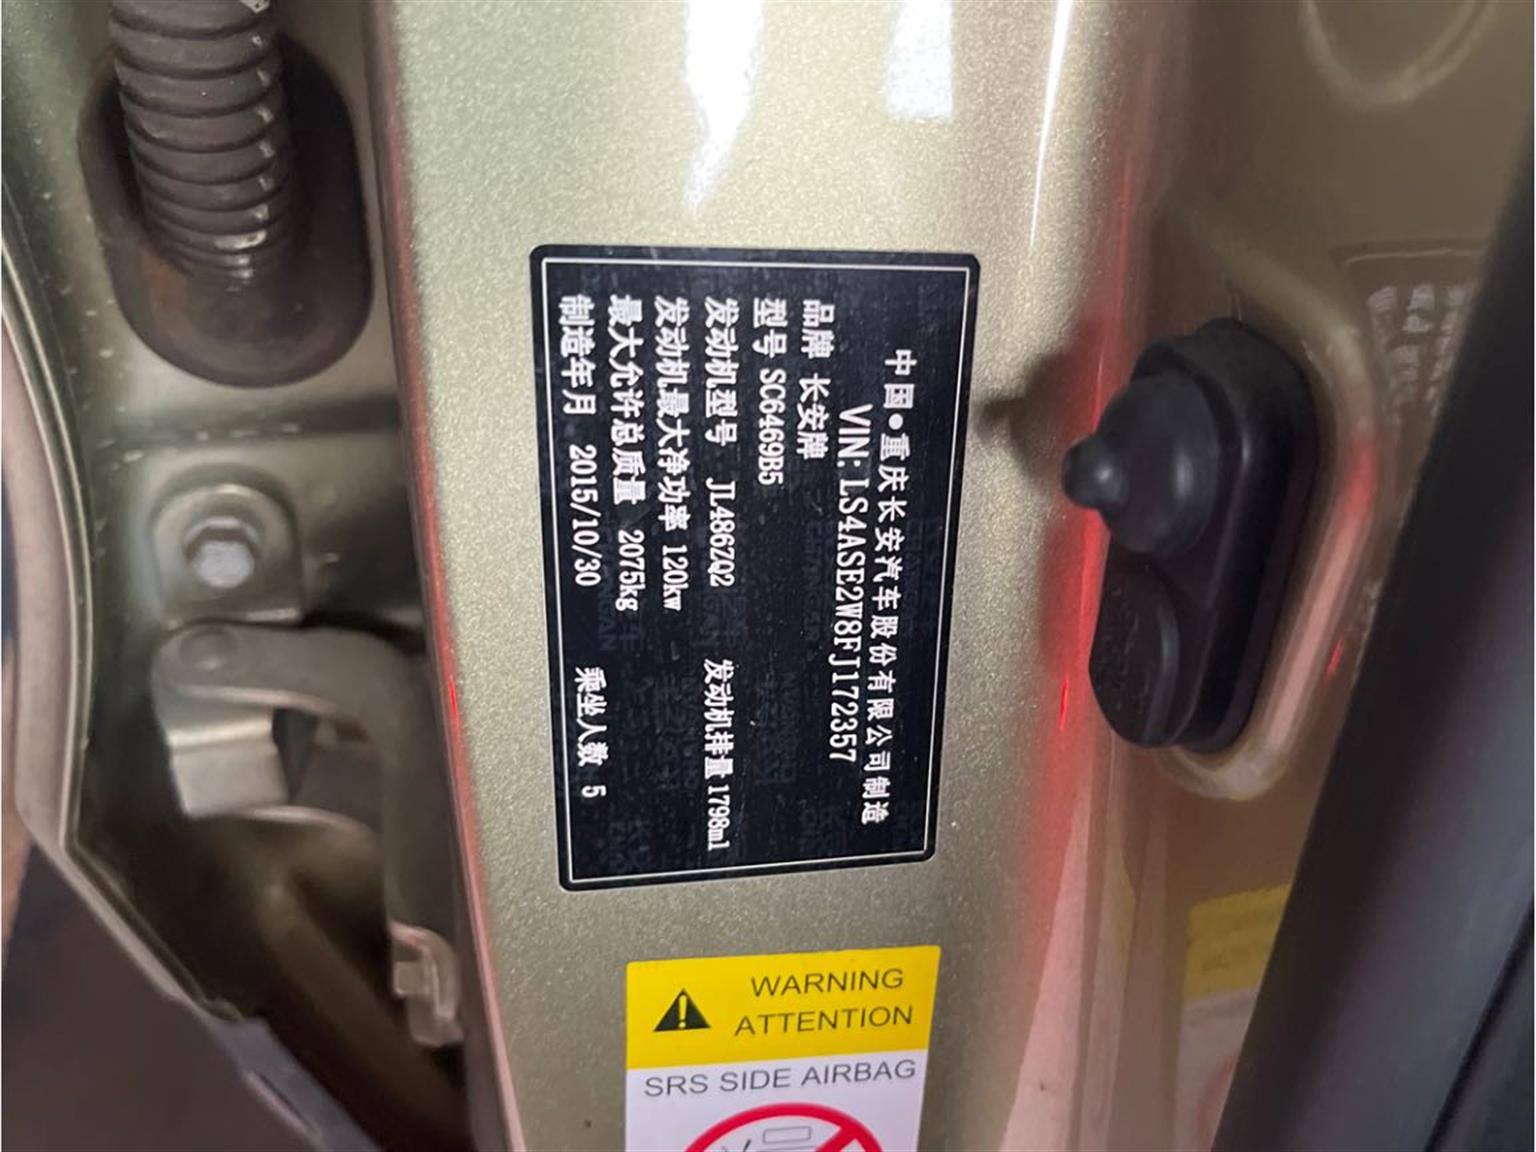 中国●重庆长安汽车股份有限公司制造
VIN:LS4ASE2W8FJ172357
品牌 长安牌
型号 SC6469B5
发动机型号 JL486ZQ2 发动机排量 1798ml
发动机最大净功率 120kw
最大允许总质量 2075kg
制造年月 2015/10/30 乘坐人数 5
WARNING
ATTENTION
SRS SIDE AIRBAG